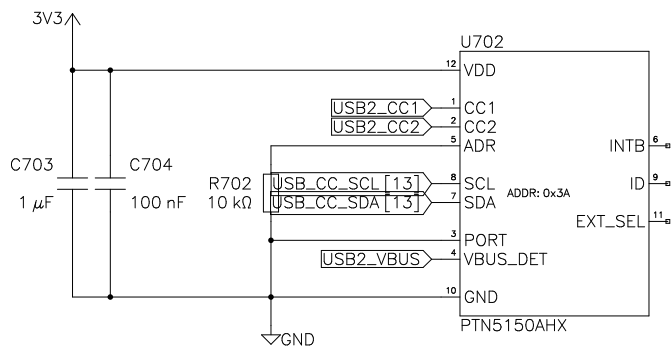 3V3
U702
12 VDD
USB2_CC1 1 CC1
USB2_CC2 2 CC2
5 ADR
INTB 6
C703
1 µF
C704
100 nF
R702
10 kΩ
USB_CC_SCL [13] 8 SCL
USB_CC_SDA [13] 7 SDA
ADDR: 0x3A
ID 9
EXT_SEL 11
3 PORT
USB2_VBUS 4 VBUS_DET
10 GND
PTN5150AHX
GND